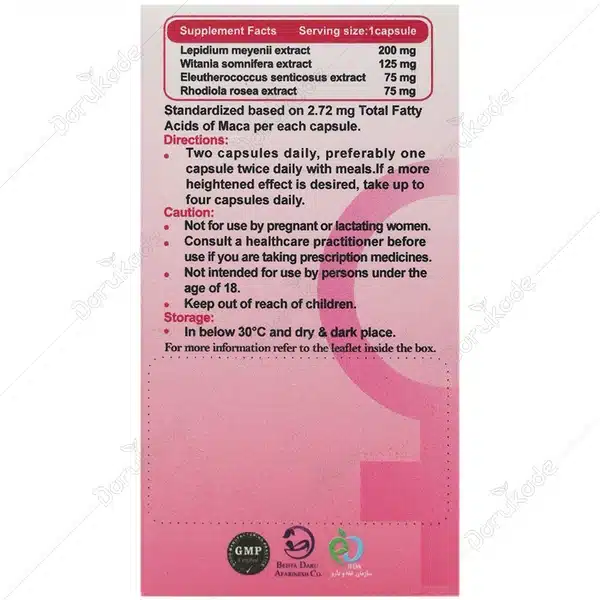 Supplement Facts Serving size:1capsule
Lepidium meyenii extract 200 mg
Witania somnifera extract 125 mg
Eleutherococcus senticosus extract 75 mg
Rhodiola rosea extract 75 mg
Standardized based on 2.72 mg Total Fatty
Acids of Maca per each capsule.
Directions:
• Two capsules daily, preferably one
capsule twice daily with meals.If a more
heightened effect is desired, take up to
four capsules daily.
Caution:
• Not for use by pregnant or lactating women.
• Consult a healthcare practitioner before
use if you are taking prescription medicines.
• Not intended for use by persons under the
age of 18.
• Keep out of reach of children.
Storage:
• In below 30°C and dry & dark place.
For more information refer to the leaflet inside the box.
GMP
BEHTA DARU
AFARINESH CO.
IFDA
سازمان غذا و دارو
Darukade